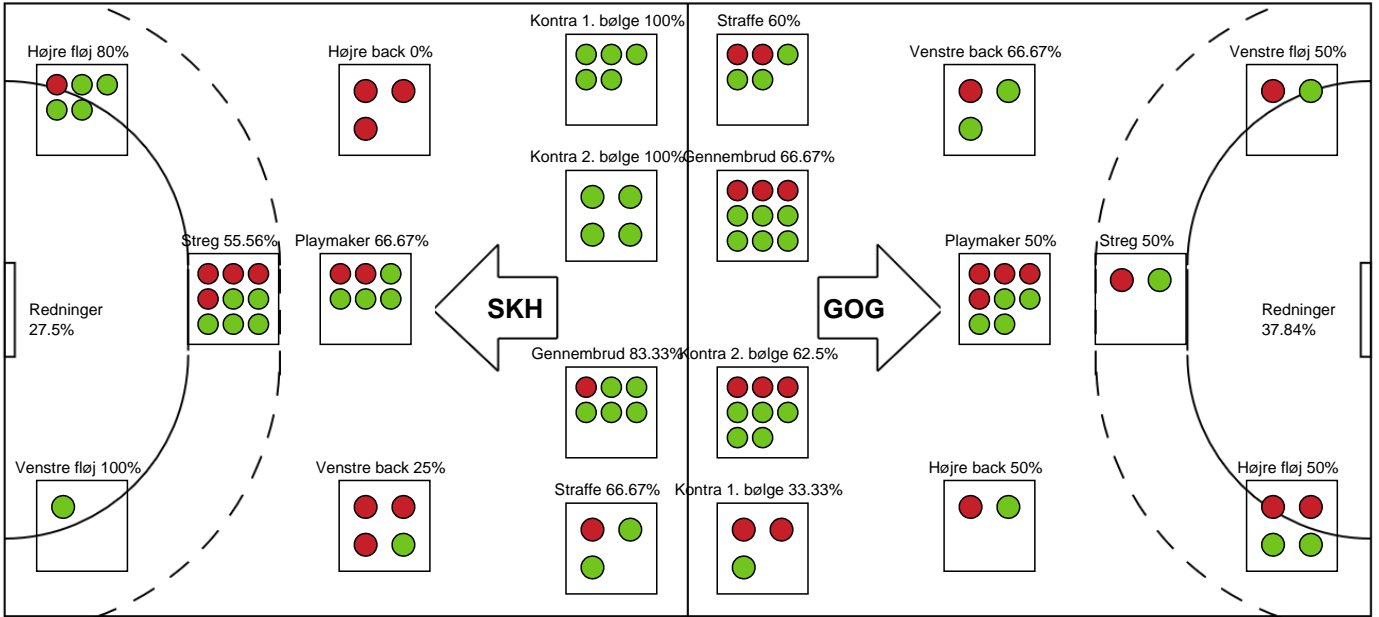 Kontra 1. bølge 100%
Straffe 60%
Højre fløj 80%
Højre back 0%
Venstre back 66.67%
Venstre fløj 50%
Kontra 2. bølge 100%
Gennembrud 66.67%
Streg 55.56%
Playmaker 66.67%
Playmaker 50%
Streg 50%
Redninger
27.5%
SKH
GOG
Redninger
37.84%
Gennembrud 83.33%
Kontra 2. bølge 62.5%
Venstre fløj 100%
Venstre back 25%
Højre back 50%
Højre fløj 50%
Straffe 66.67%
Kontra 1. bølge 33.33%